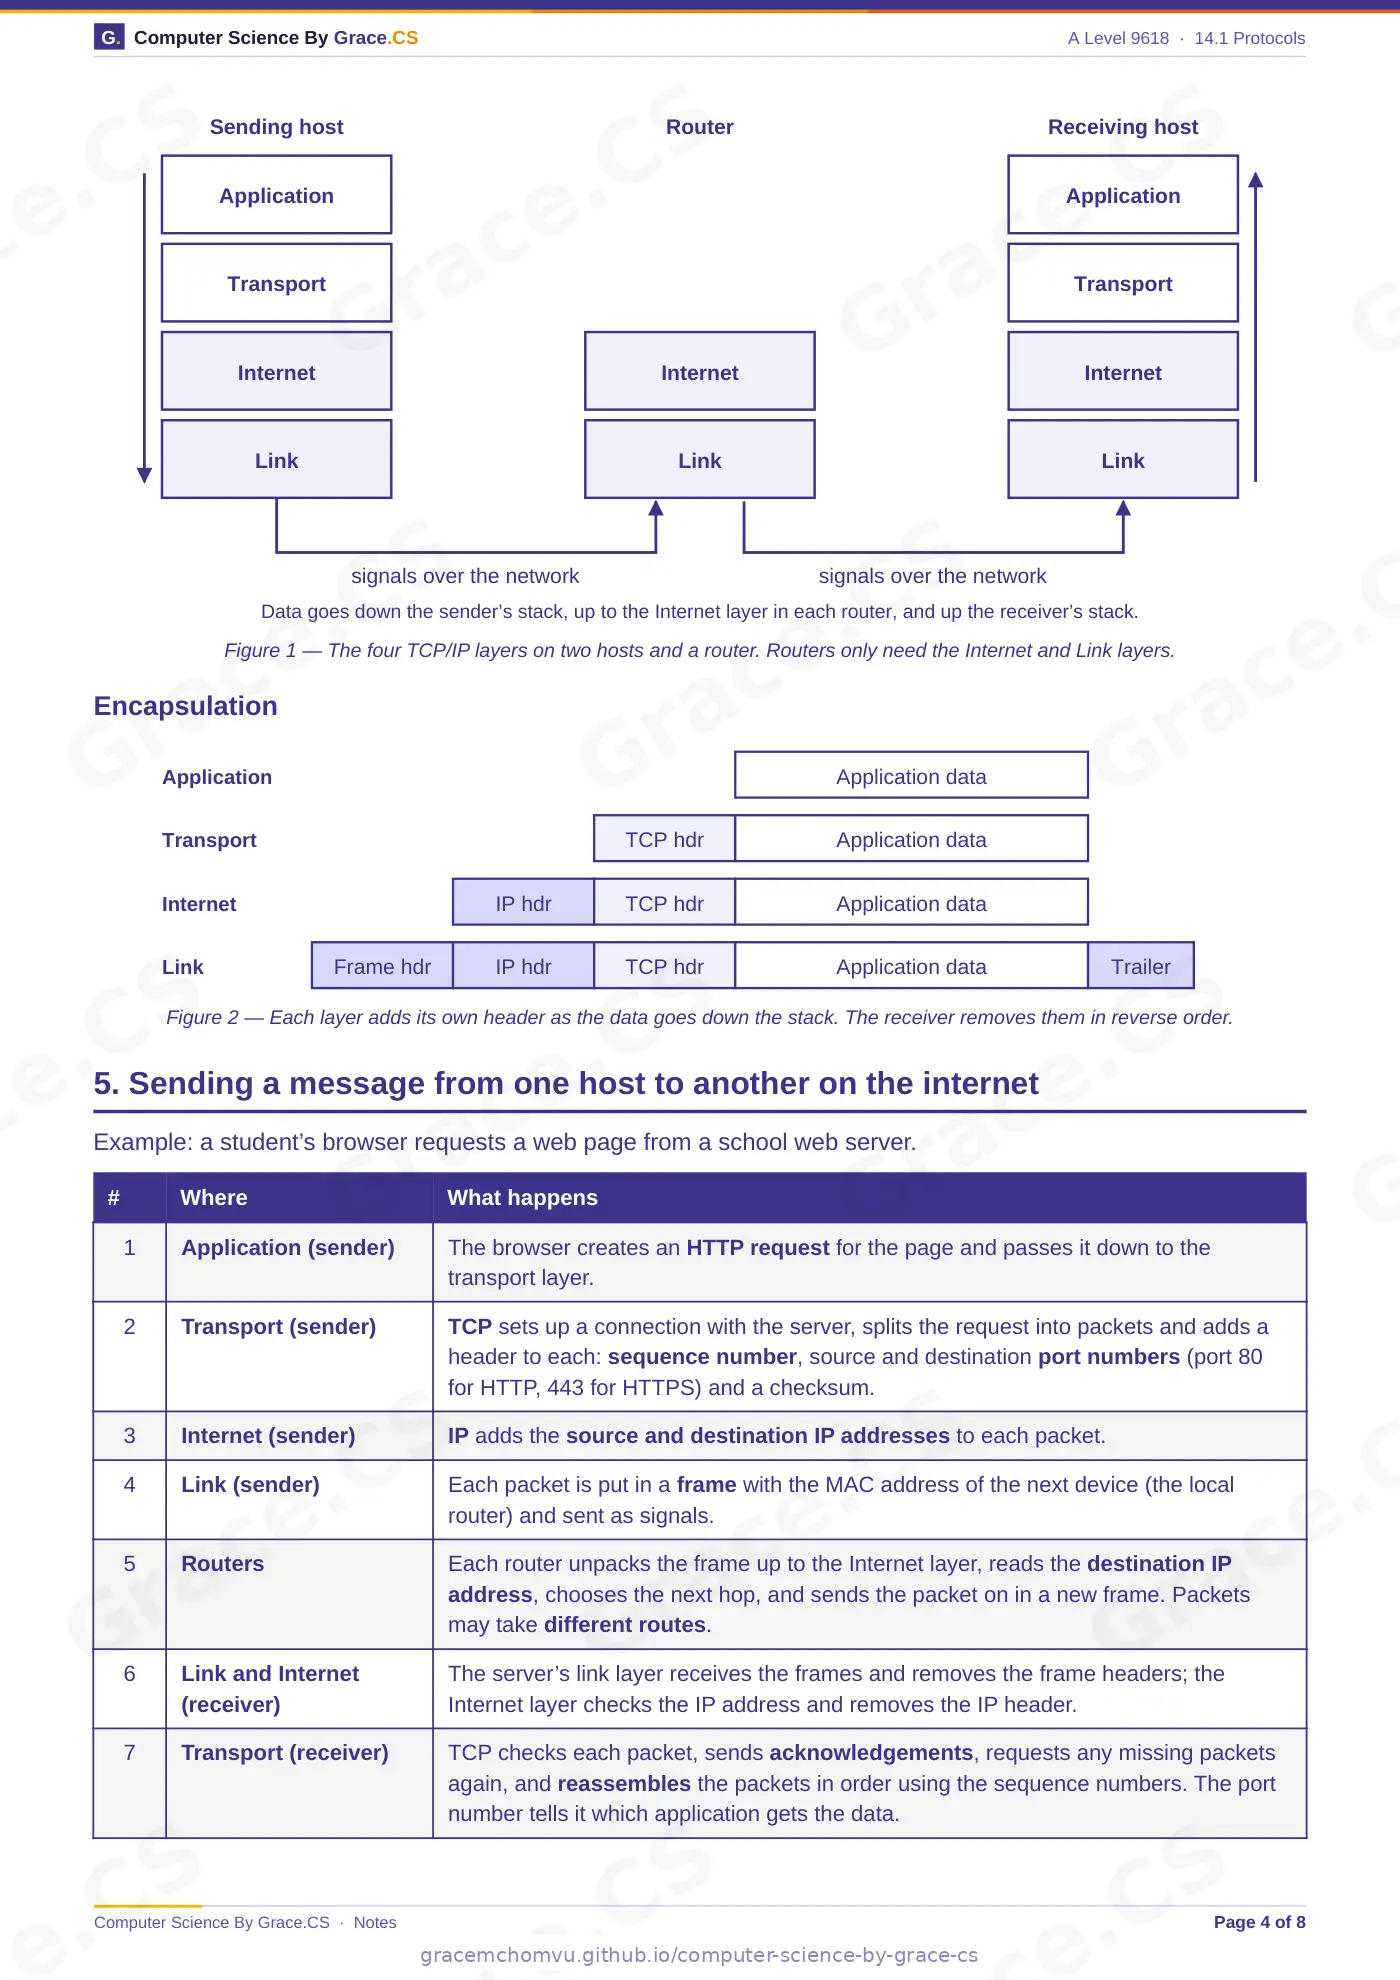 G. Computer Science By Grace.CS
A Level 9618 · 14.1 Protocols
Sending host
Router
Receiving host
Application
Application
Transport
Transport
Internet
Internet
Internet
Link
Link
Link
signals over the network
signals over the network
Data goes down the sender’s stack, up to the Internet layer in each router, and up the receiver’s stack.
Figure 1 — The four TCP/IP layers on two hosts and a router. Routers only need the Internet and Link layers.
Encapsulation
Application
Application data
Transport
TCP hdr
Application data
Internet
IP hdr
TCP hdr
Application data
Link
Frame hdr
IP hdr
TCP hdr
Application data
Trailer
Figure 2 — Each layer adds its own header as the data goes down the stack. The receiver removes them in reverse order.
5. Sending a message from one host to another on the internet
Example: a student’s browser requests a web page from a school web server.
# Where What happens
1 Application (sender) The browser creates an HTTP request for the page and passes it down to the
transport layer.
2 Transport (sender) TCP sets up a connection with the server, splits the request into packets and adds a
header to each: sequence number, source and destination port numbers (port 80
for HTTP, 443 for HTTPS) and a checksum.
3 Internet (sender) IP adds the source and destination IP addresses to each packet.
4 Link (sender) Each packet is put in a frame with the MAC address of the next device (the local
router) and sent as signals.
5 Routers Each router unpacks the frame up to the Internet layer, reads the destination IP
address, chooses the next hop, and sends the packet on in a new frame. Packets
may take different routes.
6 Link and Internet
(receiver)
The server’s link layer receives the frames and removes the frame headers; the
Internet layer checks the IP address and removes the IP header.
7 Transport (receiver) TCP checks each packet, sends acknowledgements, requests any missing packets
again, and reassembles the packets in order using the sequence numbers. The port
number tells it which application gets the data.
Computer Science By Grace.CS · Notes
Page 4 of 8
gracemchomvu.github.io/computer-science-by-grace-cs